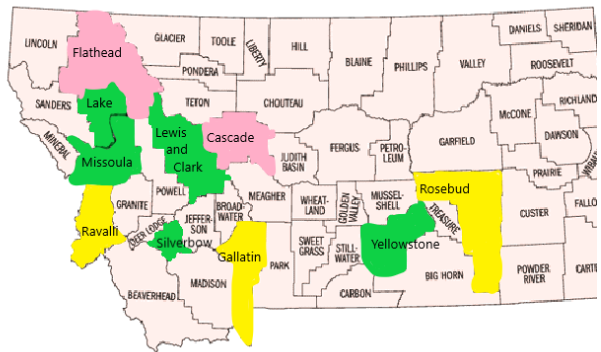 LINCOLN
Flathead
GLACIER
TOOLE
LIBERTY
HILL
BLAINE
PHILLIPS
VALLEY
DANIELS
SHERIDAN
ROOSEVELT
PONDERA
SANDERS
Lake
TETON
CHOUTEAU
RICHLAND
McCONE
MINERAL
Missoula
Lewis
and
Clark
Cascade
JUDITH
BASIN
FERGUS
PETRO-
LEUM
GARFIELD
DAWSON
PRAIRIE
POWELL
GRANITE
Ravalli
DEER LODGE
Silverbow
JEFFER-
SON
BROAD-
WATER
MEAGHER
WHEAT-
LAND
GOLDEN
VALLEY
MUSSEL-
SHELL
Rosebud
TREASURE
CUSTER
FALLO
Gallatin
PARK
SWEET
GRASS
STILL-
WATER
Yellowstone
BIG HORN
POWDER
RIVER
CART
BEAVERHEAD
MADISON
CARBON